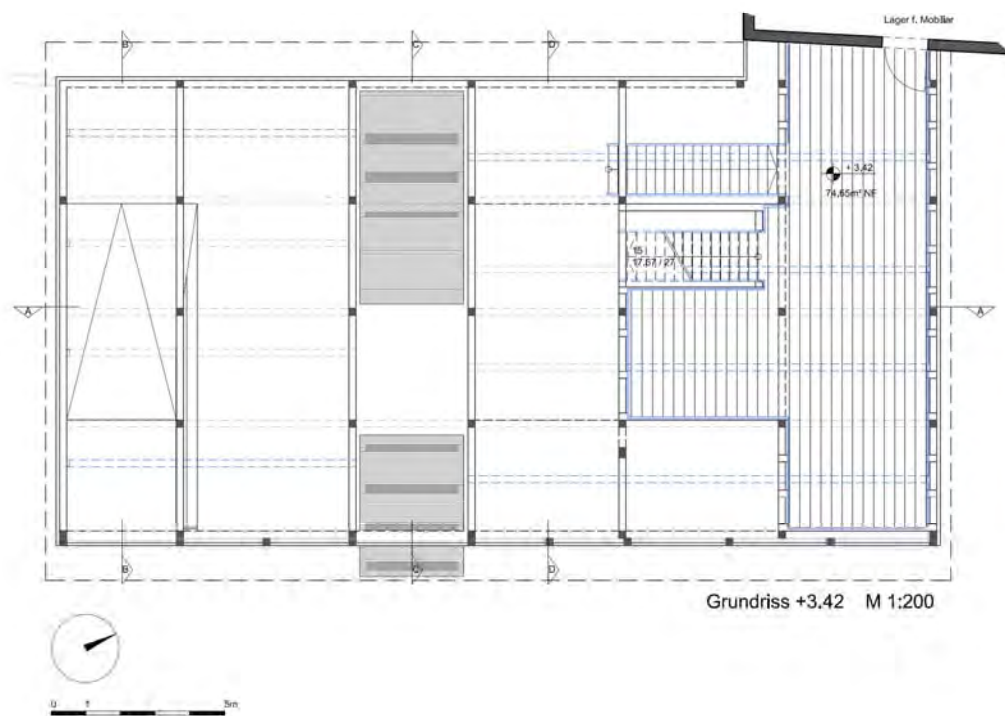 Lager f. Mobiliar
B
C
D
+ 3.42
74,65m² NF
15
17.67 / 27
A
A
B
C
D
Grundriss +3.42 M 1:200
0 1 5m